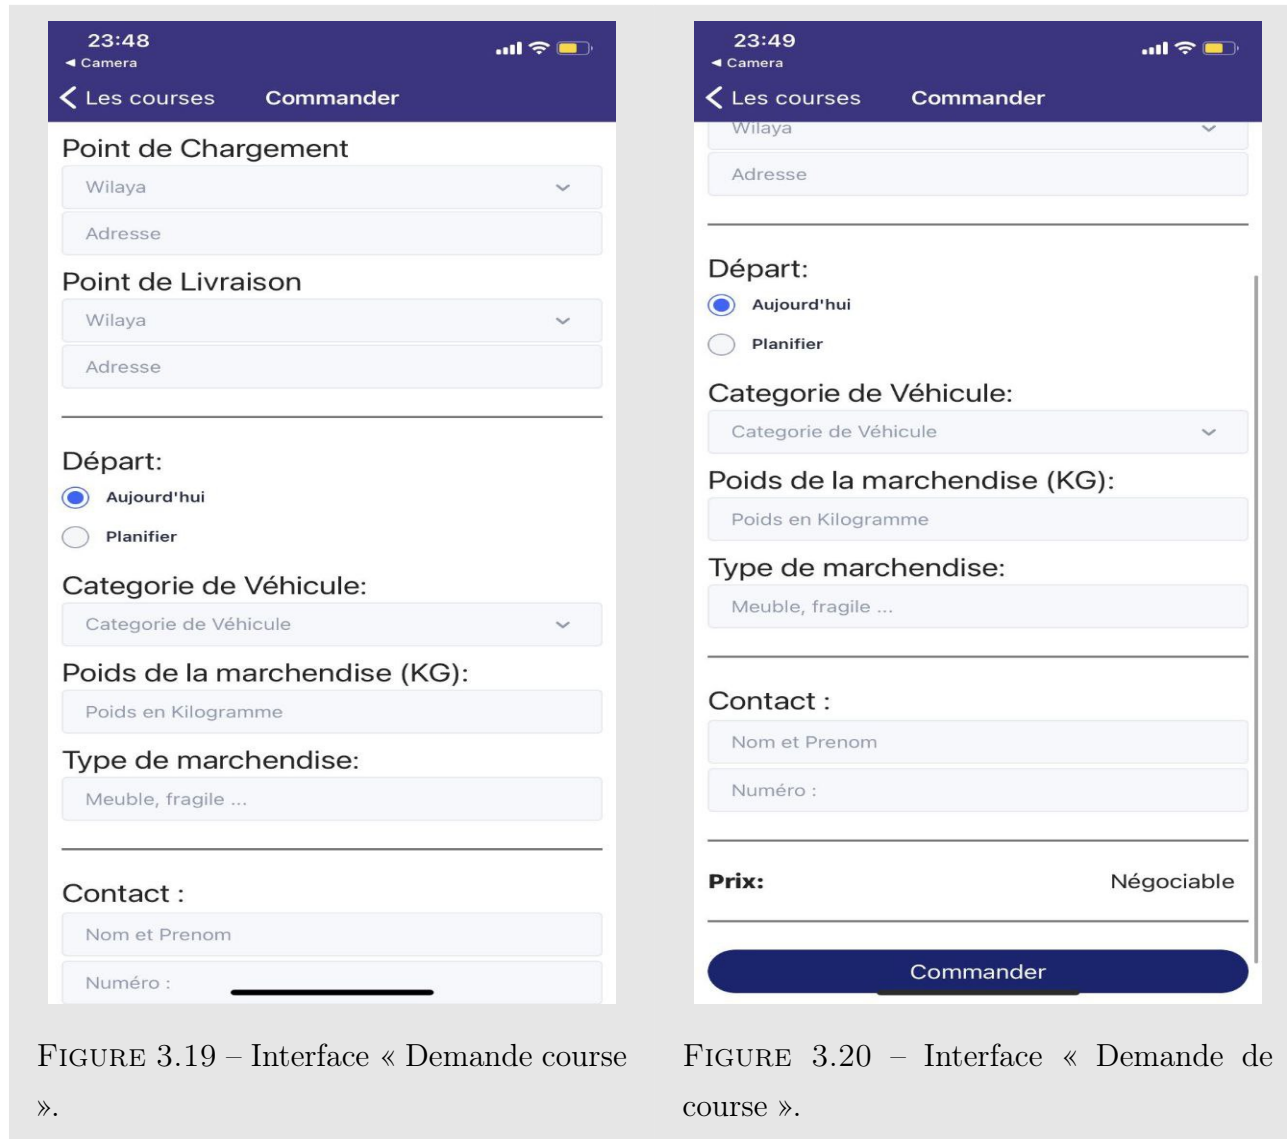 23:48
◄ Camera
Les courses Commander
Point de Chargement
Wilaya
Adresse
Point de Livraison
Wilaya
Adresse
Départ:
Aujourd'hui
Planifier
Categorie de Véhicule:
Categorie de Véhicule
Poids de la marchendise (KG):
Poids en Kilogramme
Type de marchendise:
Meuble, fragile ...
Contact :
Nom et Prenom
Numéro :
FIGURE 3.19 – Interface « Demande course
».
23:49
◄ Camera
Les courses Commander
Wilaya
Adresse
Départ:
Aujourd'hui
Planifier
Categorie de Véhicule:
Categorie de Véhicule
Poids de la marchendise (KG):
Poids en Kilogramme
Type de marchendise:
Meuble, fragile ...
Contact :
Nom et Prenom
Numéro :
Prix: Négociable
Commander
FIGURE 3.20 – Interface « Demande de
course ».